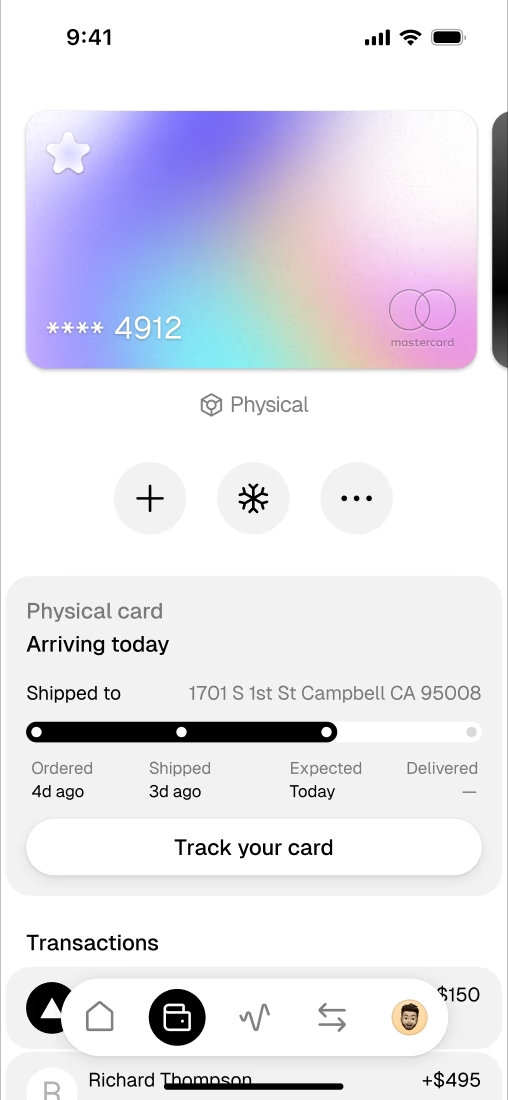 9:41
**** 4912
mastercard
Physical
Physical card
Arriving today
Shipped to 1701 S 1st St Campbell CA 95008
Ordered Shipped Expected Delivered
4d ago 3d ago Today —
Track your card
Transactions
$150
R Richard Thompson +$495